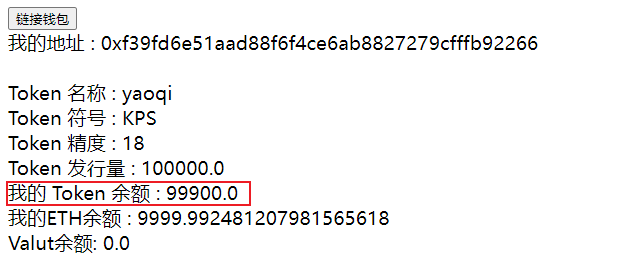 链接钱包
我的地址 : 0xf39fd6e51aad88f6f4ce6ab8827279cfffb92266
Token 名称 : yaoqi
Token 符号 : KPS
Token 精度 : 18
Token 发行量 : 100000.0
我的 Token 余额 : 99900.0
我的ETH余额 : 9999.992481207981565618
Valut余额: 0.0